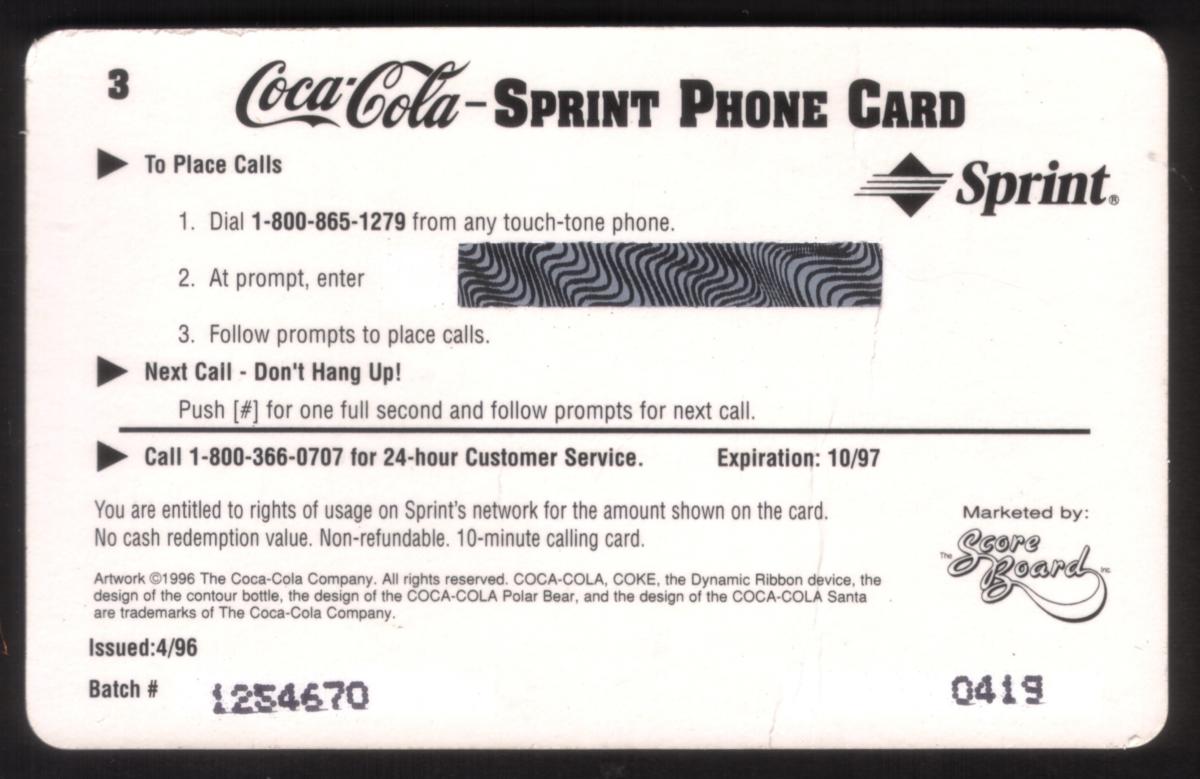 3
Coca-Cola – SPRINT PHONE CARD
To Place Calls
Sprint®
1. Dial 1-800-865-1279 from any touch-tone phone.
2. At prompt, enter
3. Follow prompts to place calls.
Next Call - Don't Hang Up!
Push [#] for one full second and follow prompts for next call.
Call 1-800-366-0707 for 24-hour Customer Service. Expiration: 10/97
You are entitled to rights of usage on Sprint's network for the amount shown on the card.
No cash redemption value. Non-refundable. 10-minute calling card.
Marketed by:
The Score Board Inc.
Artwork ©1996 The Coca-Cola Company. All rights reserved. COCA-COLA, COKE, the Dynamic Ribbon device, the
design of the contour bottle, the design of the COCA-COLA Polar Bear, and the design of the COCA-COLA Santa
are trademarks of The Coca-Cola Company.
Issued:4/96
Batch # 1254670 0419